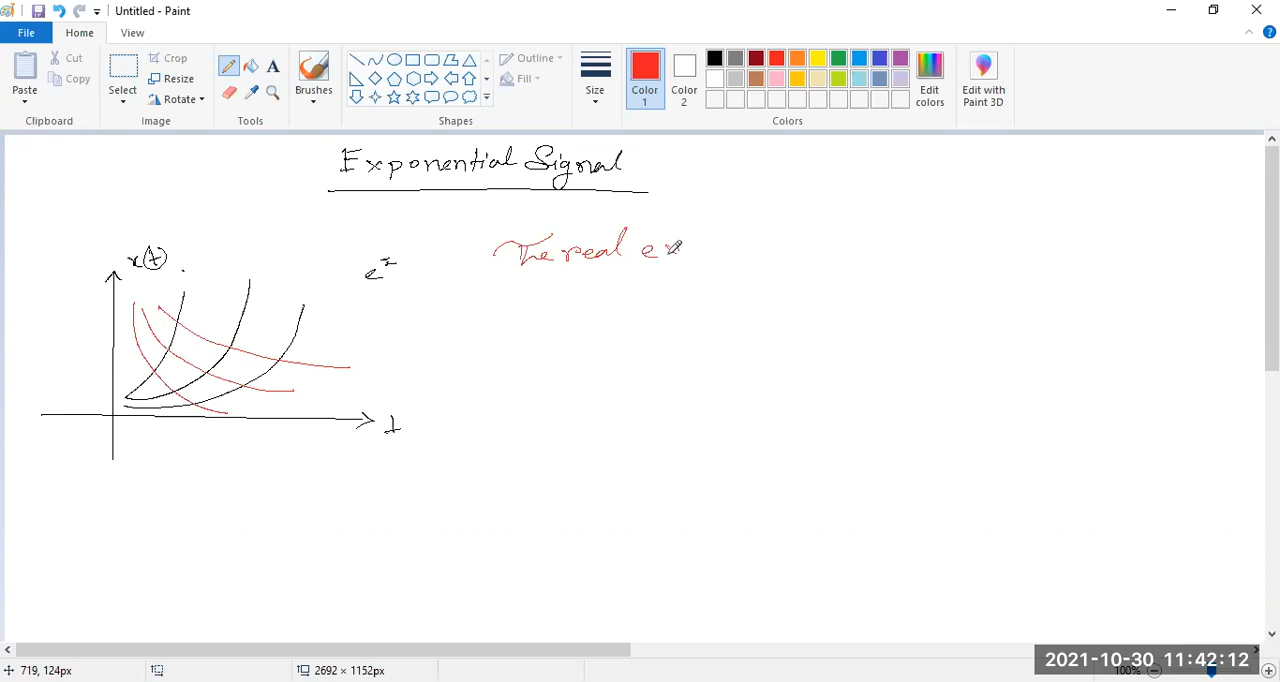 Untitled - Paint
File
Home
View
Paste
Cut
Copy
Clipboard
Select
Crop
Resize
Rotate
Image
A
Tools
Brushes
Shapes
Outline
Fill
Size
Color 1
Color 2
Edit colors
Colors
Edit with Paint 3D
Exponential Signal
The real ex
x(t)
t
719, 124px
2692 × 1152px
100%
2021-10-30 11:42:12